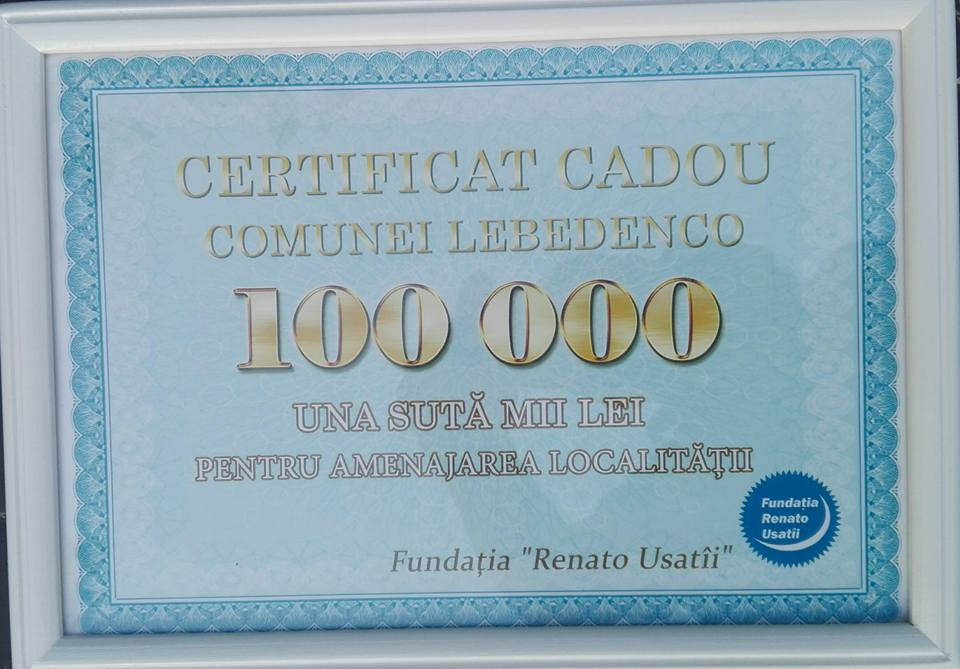 CERTIFICAT CADOU
COMUNEI LEBEDENCO
100 000
UNA SUTĂ MII LEI
PENTRU AMENAJAREA LOCALITĂȚII
Fundația
Renato
Usatîi
Fundația "Renato Usatîi"